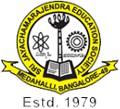 SRI JAYACHAMARAJENDRA EDUCATION SOCIETY
MEDAHALLI, BANGALORE-49
Estd. 1979